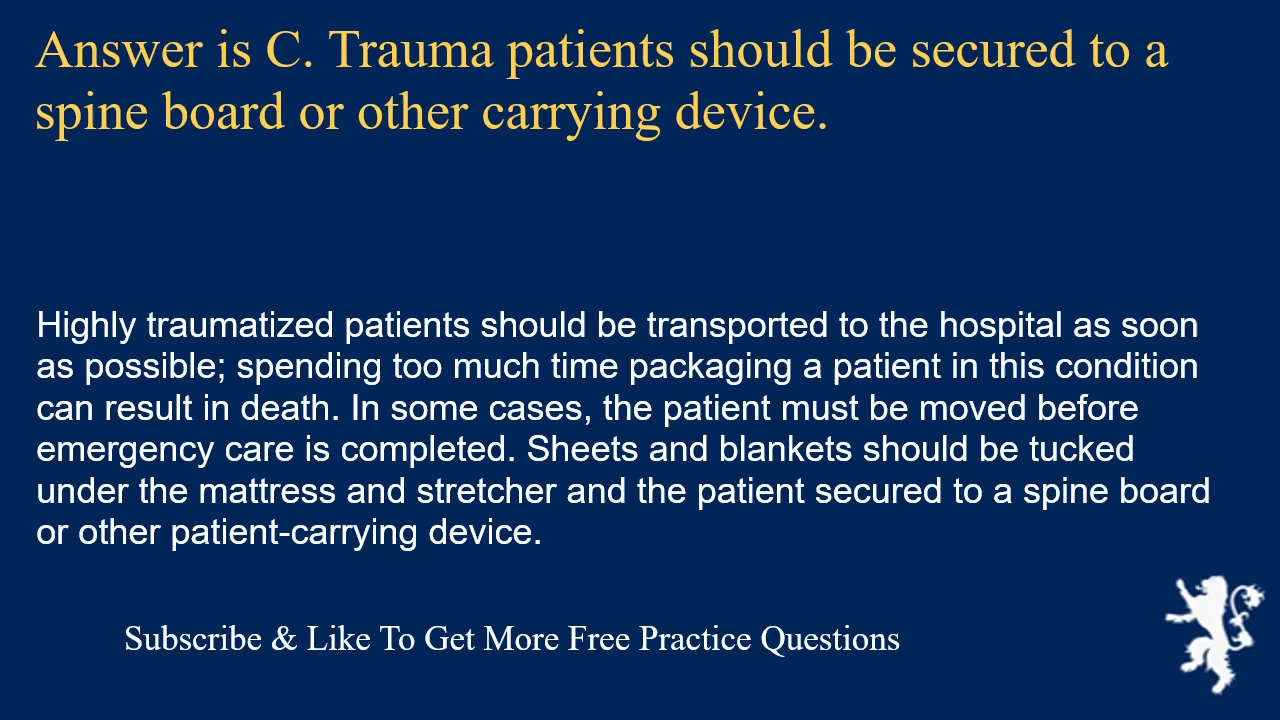 Answer is C. Trauma patients should be secured to a
spine board or other carrying device.
Highly traumatized patients should be transported to the hospital as soon
as possible; spending too much time packaging a patient in this condition
can result in death. In some cases, the patient must be moved before
emergency care is completed. Sheets and blankets should be tucked
under the mattress and stretcher and the patient secured to a spine board
or other patient-carrying device.
Subscribe & Like To Get More Free Practice Questions